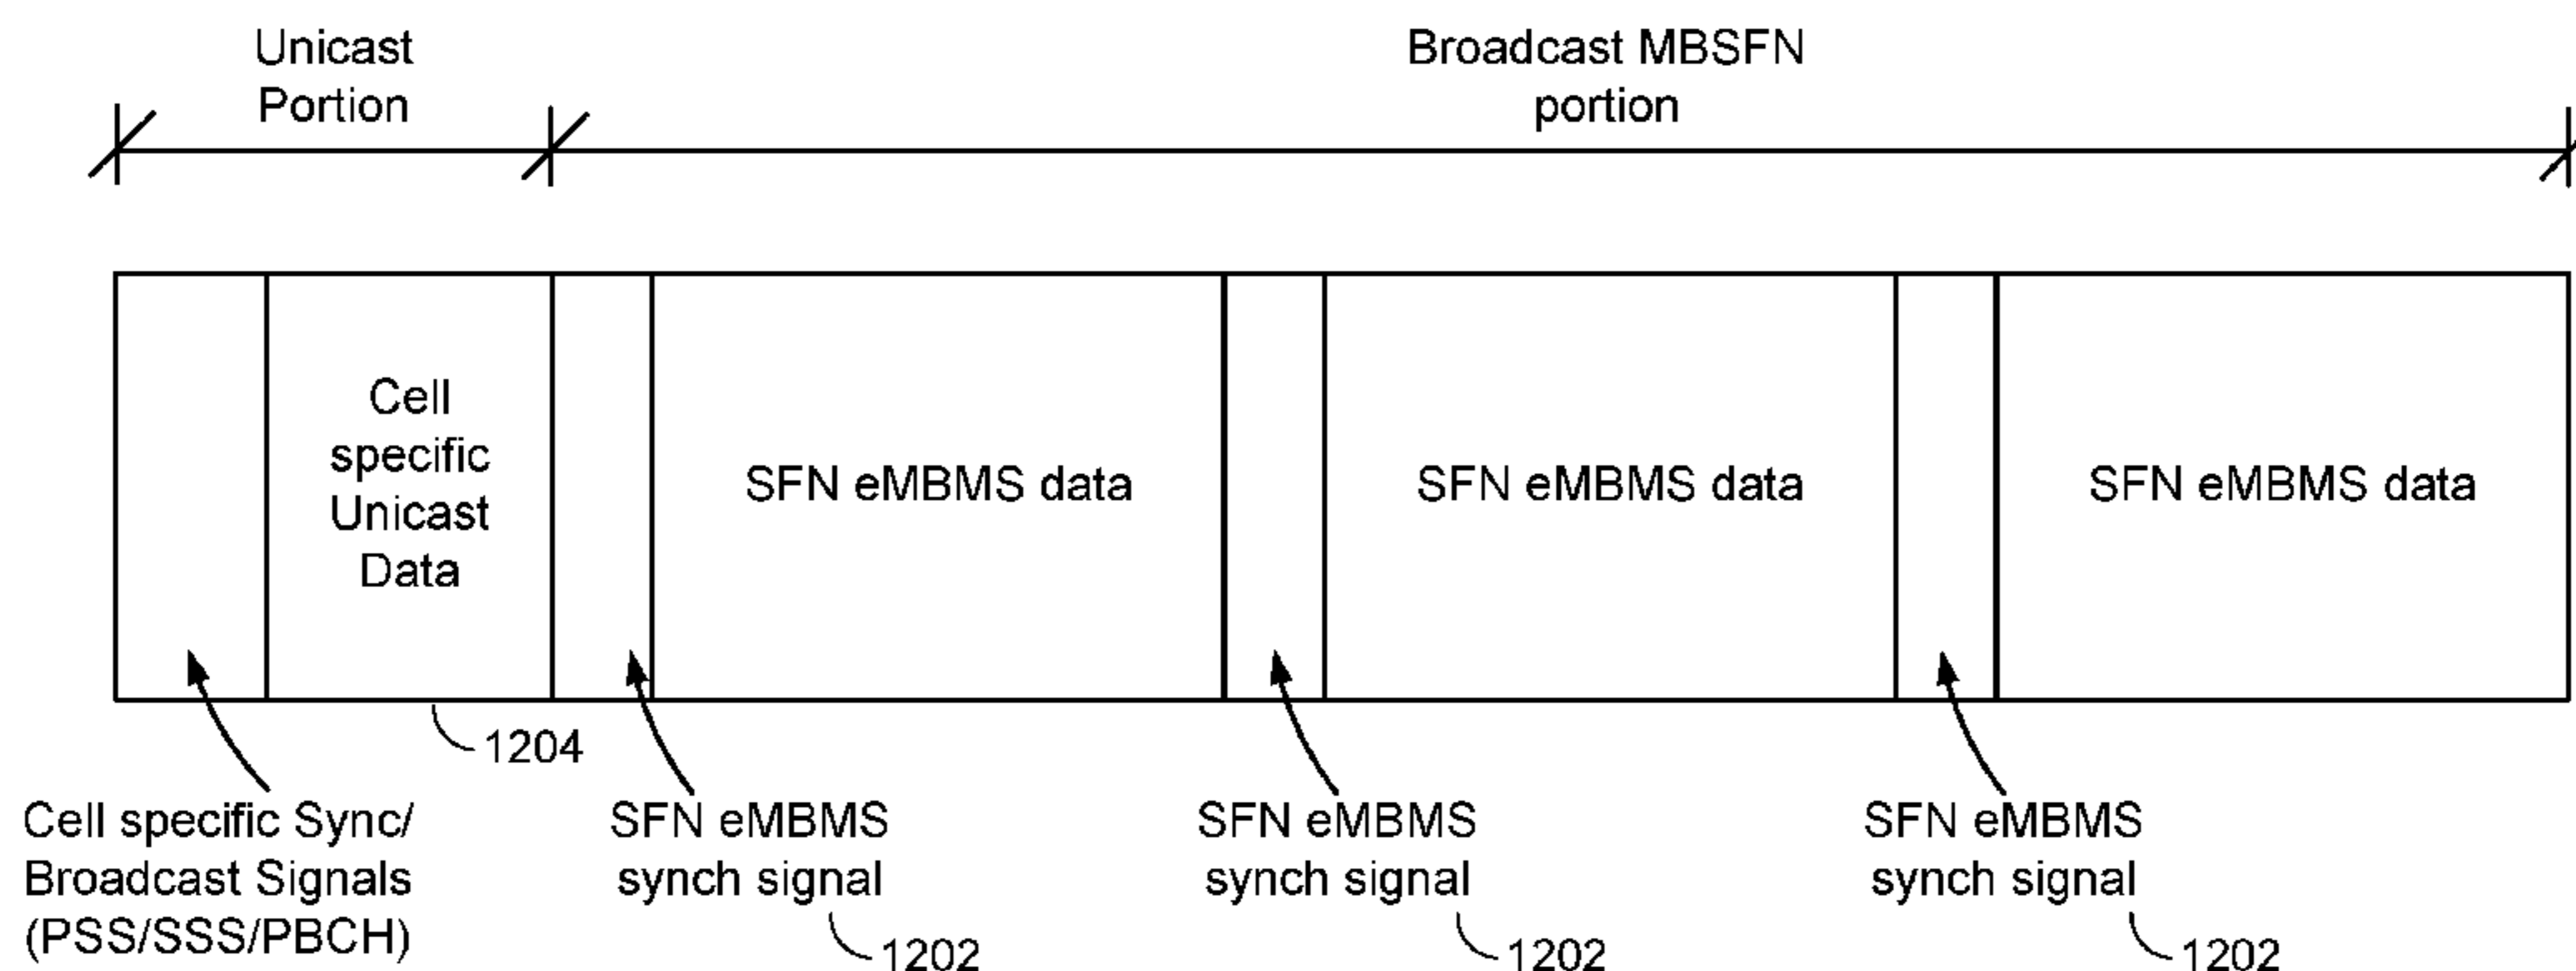 Unicast
Portion
Broadcast MBSFN
portion
Cell
specific
Unicast
Data
SFN eMBMS data
SFN eMBMS data
SFN eMBMS data
1204
Cell specific Sync/
Broadcast Signals
(PSS/SSS/PBCH)
SFN eMBMS
synch signal
1202
SFN eMBMS
synch signal
1202
SFN eMBMS
synch signal
1202